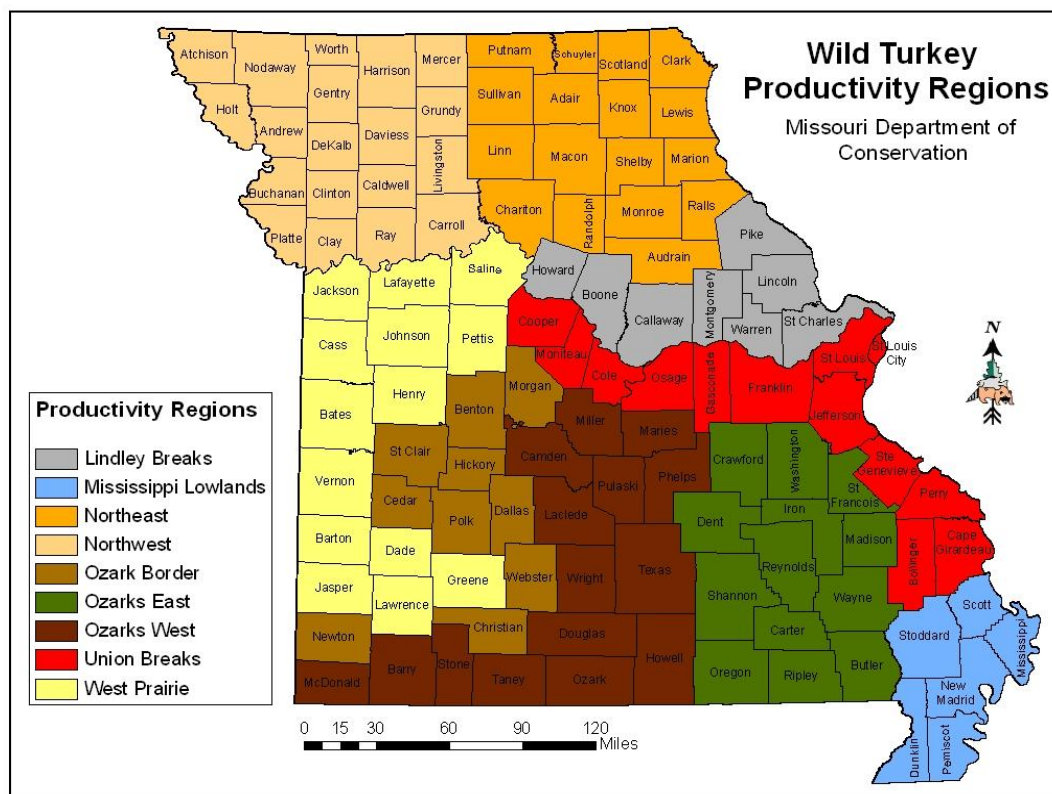 Wild Turkey
Productivity Regions
Missouri Department of
Conservation
Atchison
Nodaway
Worth
Harrison
Mercer
Putnam
Schuyler
Scotland
Clark
Holt
Gentry
Grundy
Sullivan
Adair
Knox
Lewis
Andrew
DeKalb
Daviess
Livingston
Linn
Macon
Shelby
Marion
Buchanan
Clinton
Caldwell
Chariton
Randolph
Monroe
Ralls
Platte
Clay
Ray
Carroll
Audrain
Pike
Jackson
Lafayette
Saline
Howard
Boone
Callaway
Montgomery
Lincoln
Warren
St Charles
Cass
Johnson
Pettis
Cooper
Moniteau
Cole
Osage
Gasconade
Franklin
St Louis
St Louis
City
Jefferson
Bates
Henry
Benton
Morgan
Miller
Maries
Vernon
St Clair
Hickory
Camden
Pulaski
Phelps
Crawford
Washington
St
Francois
Ste
Genevieve
Perry
Cedar
Polk
Dallas
Laclede
Dent
Iron
Madison
Bollinger
Cape
Girardeau
Barton
Dade
Greene
Webster
Wright
Texas
Reynolds
Shannon
Wayne
Jasper
Lawrence
Christian
Douglas
Howell
Carter
Newton
McDonald
Barry
Stone
Taney
Ozark
Oregon
Ripley
Butler
Stoddard
Scott
Mississippi
New
Madrid
Dunklin
Pemiscot
N
Productivity Regions
Lindley Breaks
Mississippi Lowlands
Northeast
Northwest
Ozark Border
Ozarks East
Ozarks West
Union Breaks
West Prairie
0 15 30 60 90 120
Miles